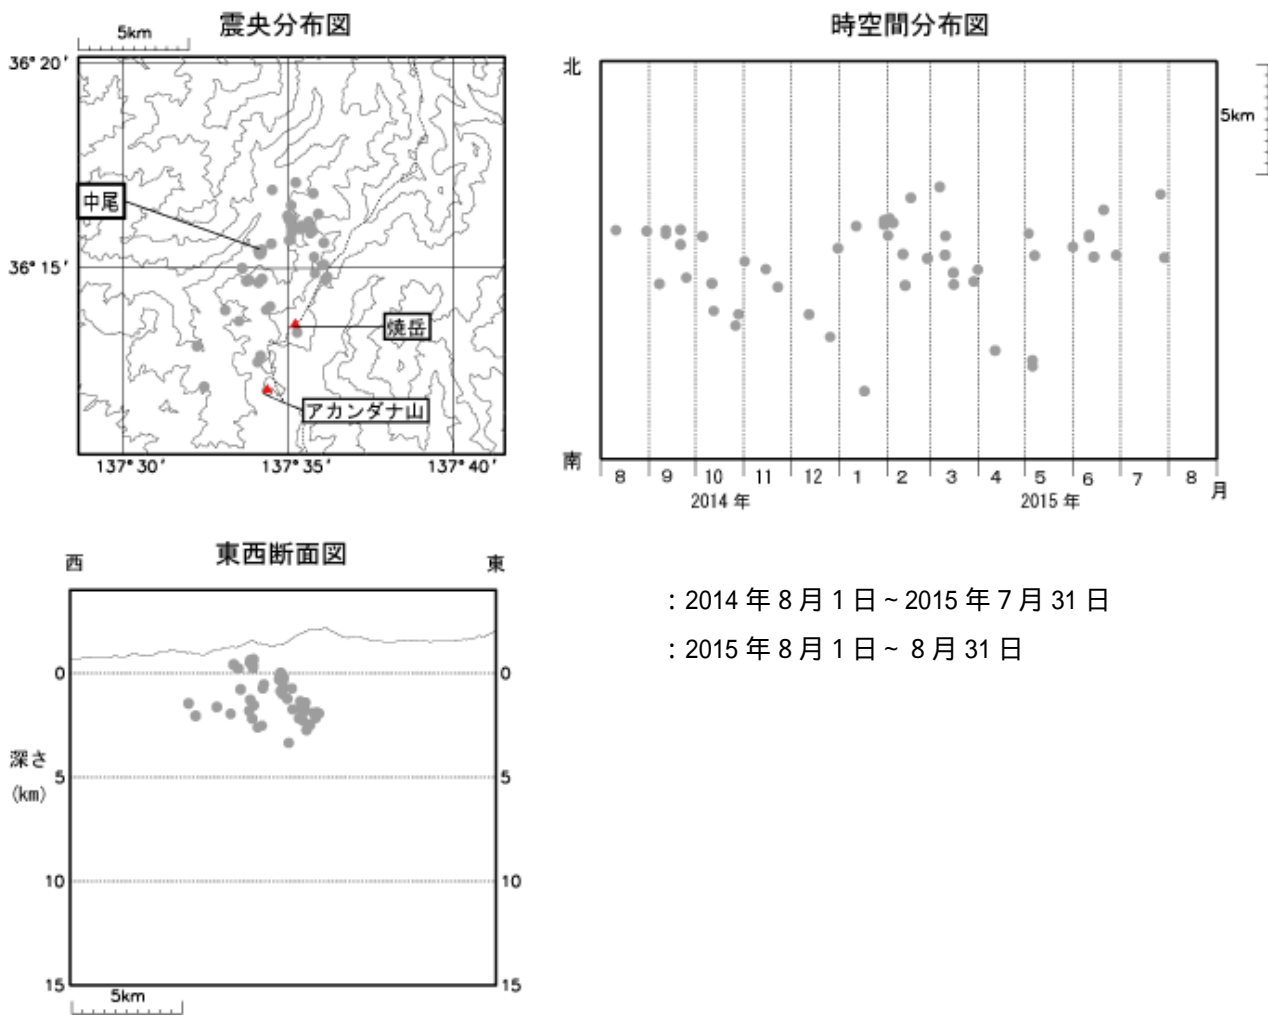 震央分布図
5km
36°20′
中尾
36°15′
焼岳
アカンダナ山
137°30′ 137°35′ 137°40′
時空間分布図
北
5km
南
8 9 10 11 12 1 2 3 4 5 6 7 8 月
2014 年 2015 年
東西断面図
西 東
0 0
深さ
(km)
5 5
10 10
15 15
5km
: 2014 年 8 月 1 日 ~ 2015 年 7 月 31 日
: 2015 年 8 月 1 日 ~ 8 月 31 日